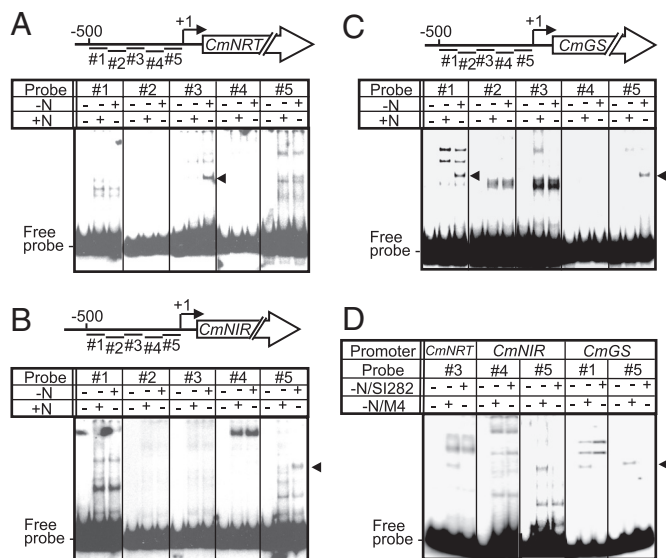 A
-500
+1
CmNRT
#1 #2 #3 #4 #5
Probe #1 #2 #3 #4 #5
-N - - + - - + - - + - - + - - +
+N - + - - + - - + - - + - - + -
Free
probe
B
-500
+1
CmNIR
#1 #2 #3 #4 #5
Probe #1 #2 #3 #4 #5
-N - - + - - + - - + - - + - - +
+N - + - - + - - + - - + - - + -
Free
probe
C
-500
+1
CmGS
#1 #2 #3 #4 #5
Probe #1 #2 #3 #4 #5
-N - - + - - + - - + - - + - - +
+N - + - - + - - + - - + - - + -
Free
probe
D
Promoter CmNRT CmNIR CmGS
Probe #3 #4 #5 #1 #5
-N/SI282 - - + - - + - - + - - + - - +
-N/M4 - + - - + - - + - - + - - + -
Free
probe